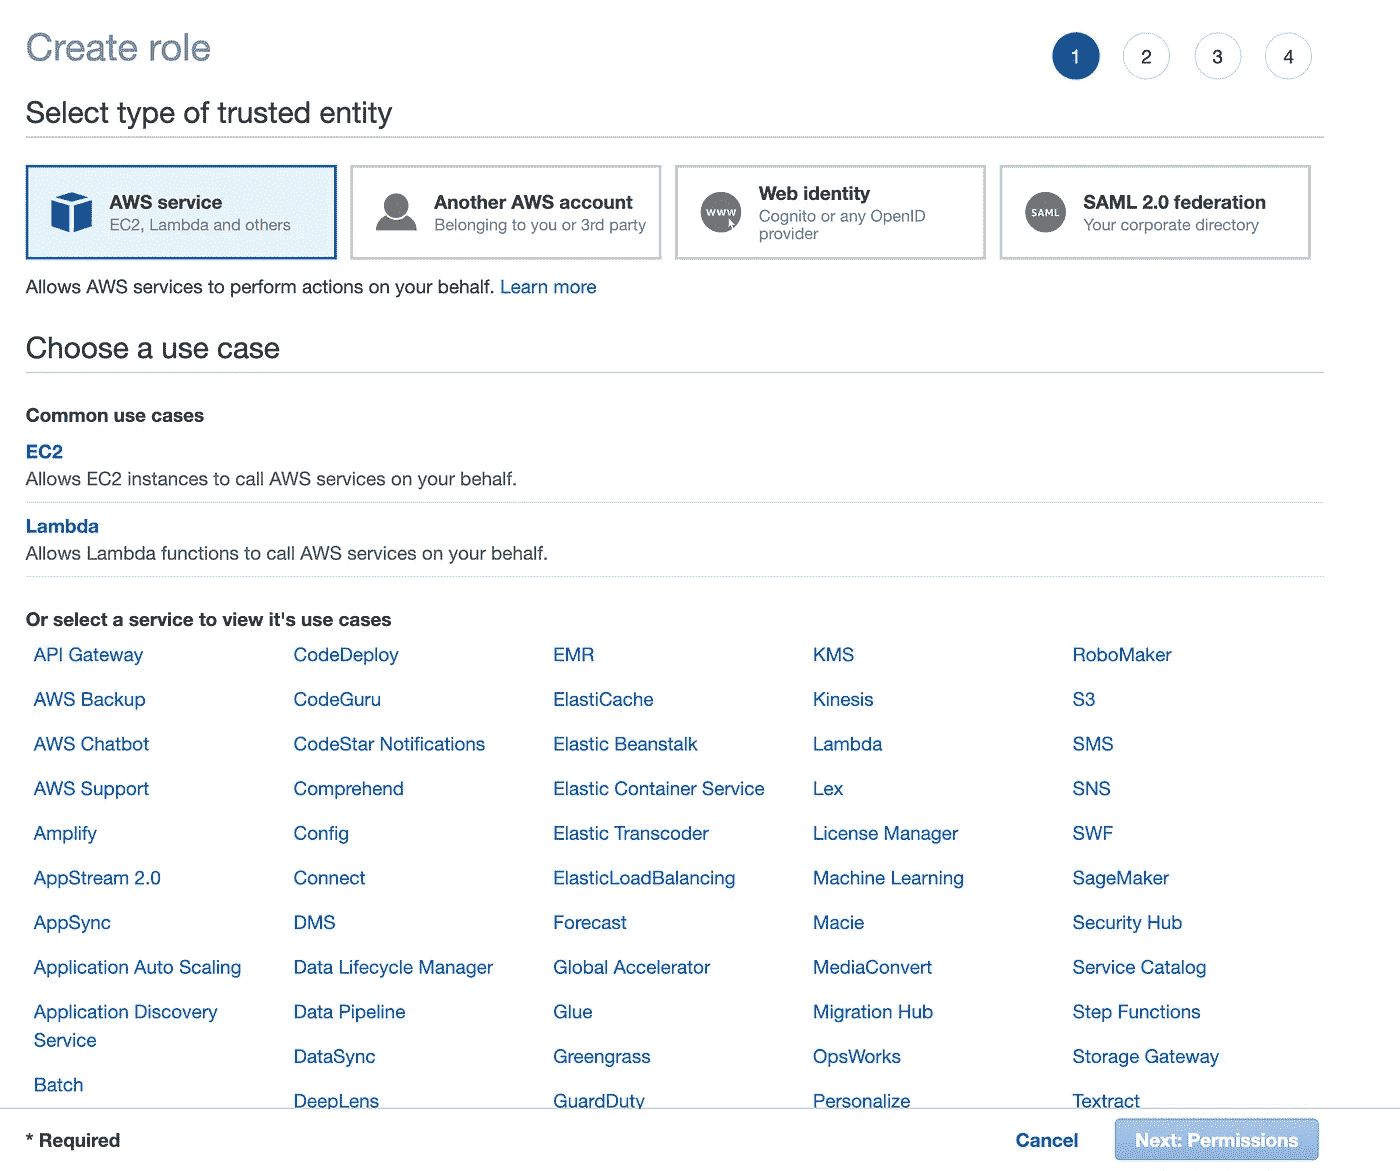 Create role
1 2 3 4
Select type of trusted entity
AWS service
EC2, Lambda and others
Another AWS account
Belonging to you or 3rd party
www
Web identity
Cognito or any OpenID
provider
SAML
SAML 2.0 federation
Your corporate directory
Allows AWS services to perform actions on your behalf. Learn more
Choose a use case
Common use cases
EC2
Allows EC2 instances to call AWS services on your behalf.
Lambda
Allows Lambda functions to call AWS services on your behalf.
Or select a service to view it's use cases
API Gateway
AWS Backup
AWS Chatbot
AWS Support
Amplify
AppStream 2.0
AppSync
Application Auto Scaling
Application Discovery
Service
Batch
CodeDeploy
CodeGuru
CodeStar Notifications
Comprehend
Config
Connect
DMS
Data Lifecycle Manager
Data Pipeline
DataSync
DeepLens
EMR
ElastiCache
Elastic Beanstalk
Elastic Container Service
Elastic Transcoder
ElasticLoadBalancing
Forecast
Global Accelerator
Glue
Greengrass
GuardDuty
KMS
Kinesis
Lambda
Lex
License Manager
Machine Learning
Macie
MediaConvert
Migration Hub
OpsWorks
Personalize
RoboMaker
S3
SMS
SNS
SWF
SageMaker
Security Hub
Service Catalog
Step Functions
Storage Gateway
Textract
* Required
Cancel
Next: Permissions